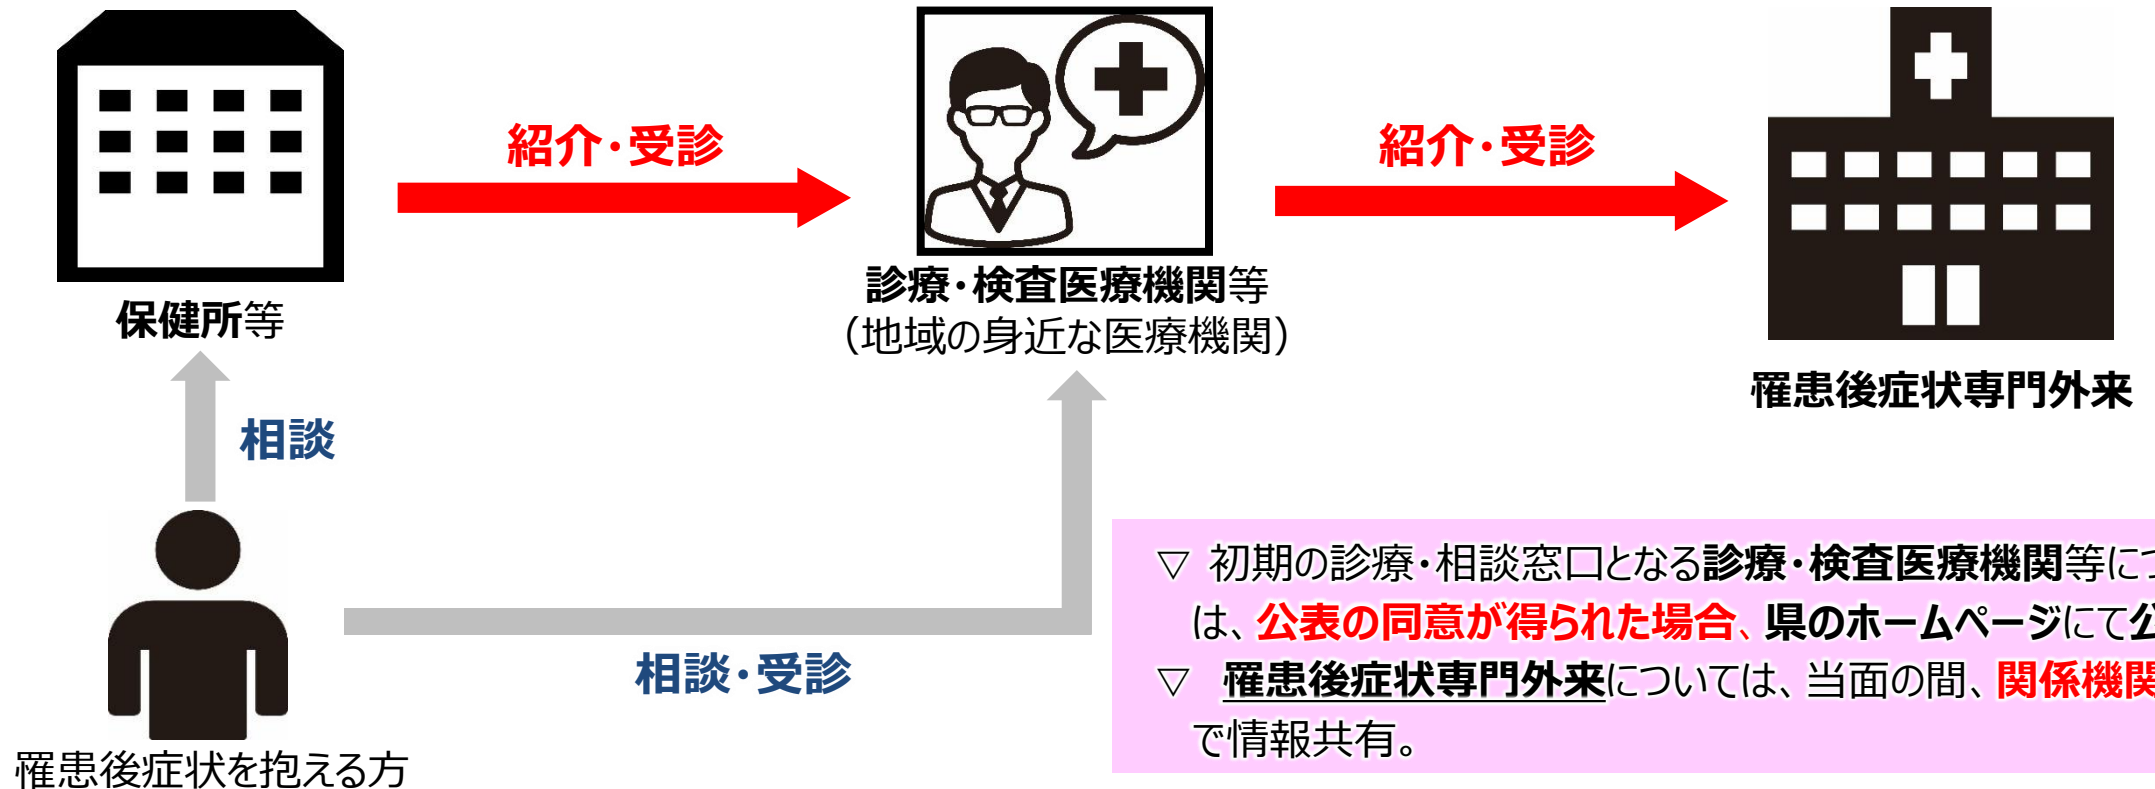 紹介・受診
紹介・受診
保健所等
診療・検査医療機関等
（地域の身近な医療機関）
罹患後症状専門外来
相談
相談・受診
罹患後症状を抱える方
▽ 初期の診療・相談窓口となる診療・検査医療機関等につ
は、公表の同意が得られた場合、県のホームページにて公
▽ 罹患後症状専門外来については、当面の間、関係機関
で情報共有。